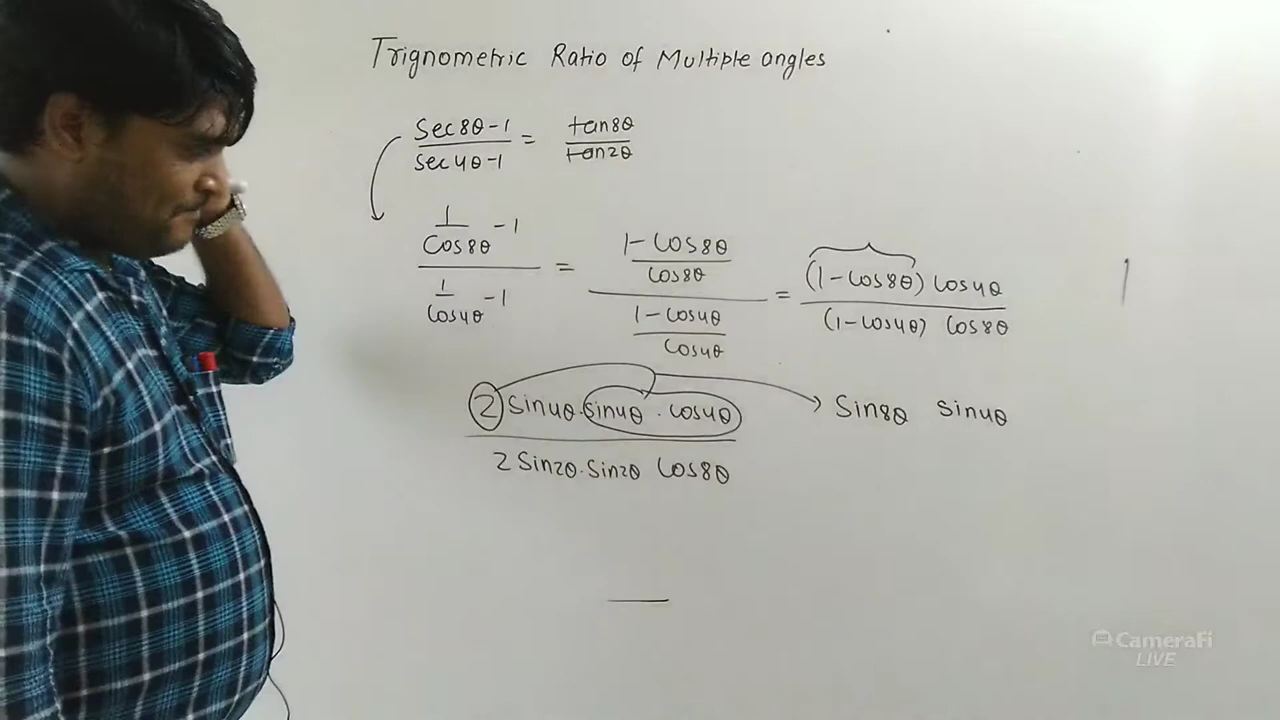 Trignometric Ratio of Multiple angles
sec8θ-1 / sec4θ-1 = tan8θ / tan2θ
(1/cos8θ - 1) / (1/cos4θ - 1) = ((1-cos8θ)/cos8θ) / ((1-cos4θ)/cos4θ) = (1-cos8θ) cos4θ / (1-cos4θ) cos8θ
2 sin4θ.sin4θ . cos4θ / 2 sin2θ.sin2θ cos8θ → sin8θ sin4θ
CameraFi
LIVE